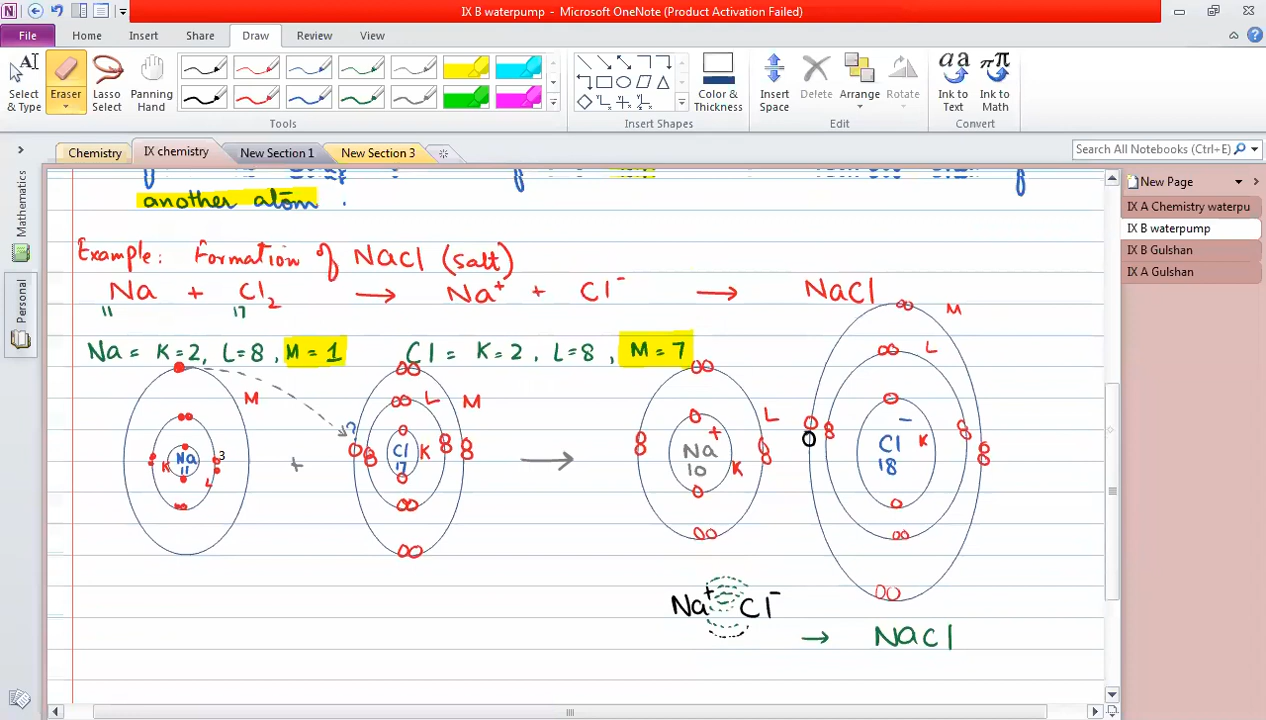 IX B waterpump - Microsoft OneNote (Product Activation Failed)
File Home Insert Share Draw Review View
Select & Type
Eraser
Lasso Select
Panning Hand
Color & Thickness
Insert Space
Delete
Arrange
Rotate
Ink to Text
Ink to Math
Tools Insert Shapes Edit Convert
Chemistry IX chemistry New Section 1 New Section 3
Search All Notebooks (Ctrl+E)
New Page
IX A Chemistry waterpu
IX B waterpump
IX B Gulshan
IX A Gulshan
Mathematics
Personal
another atom .
Example: Formation of NaCl (salt)
Na + Cl2 → Na+ + Cl- → NaCl
11 17
Na = K=2, L=8, M=1 Cl = K=2, L=8, M=7
M L M L L M
Na 11 K L 3 + ? Cl 17 K → Na + 10 K Cl - 18 K
Na+ Cl-
→ NaCl